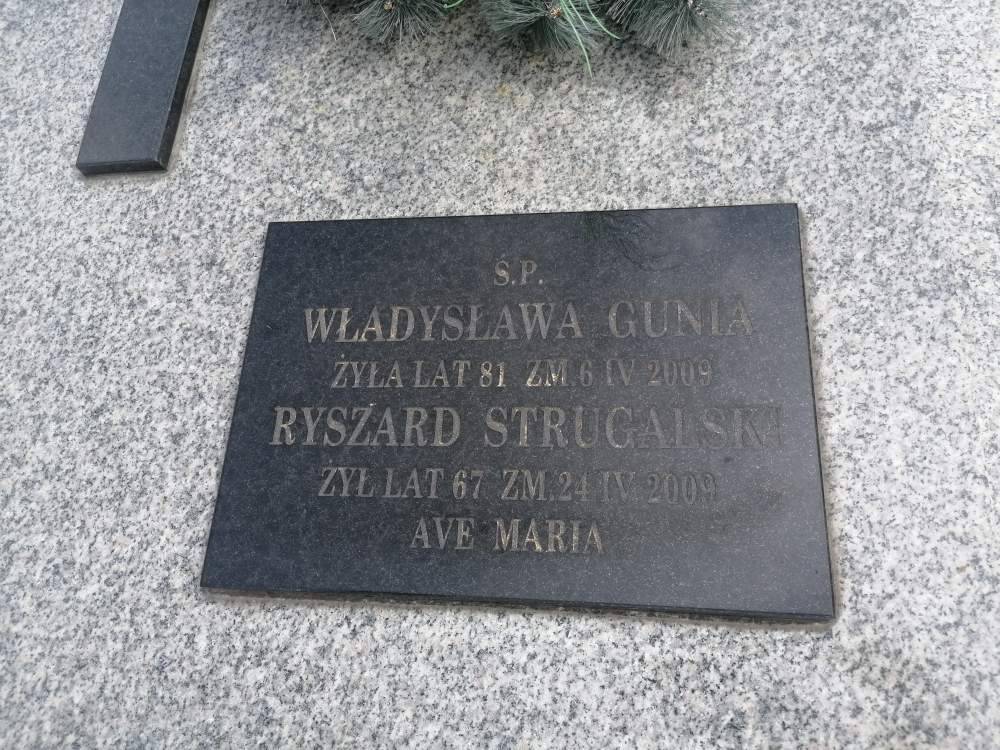 Ś.P.
WŁADYSŁAWA GUNIA
ŻYŁA LAT 81 ZM.6 IV 2009
RYSZARD STRUGALSKI
ŻYŁ LAT 67 ZM.24 IV.2009
AVE MARIA